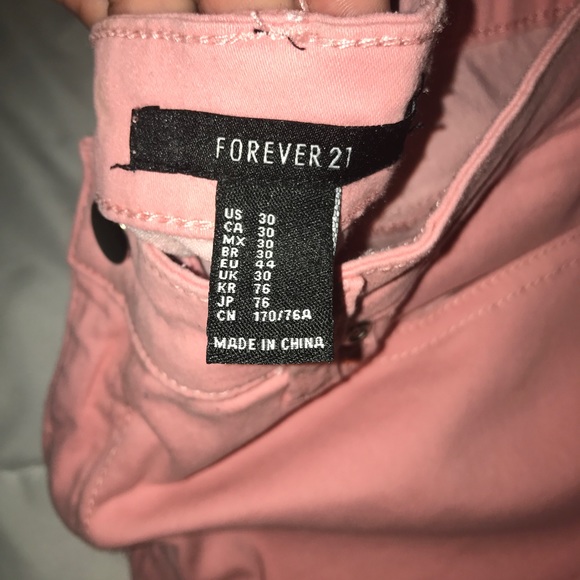 FOREVER 21
US 30
CA 30
MX 30
BR 30
EU 44
UK 30
KR 76
JP 76
CN 170/76A
MADE IN CHINA